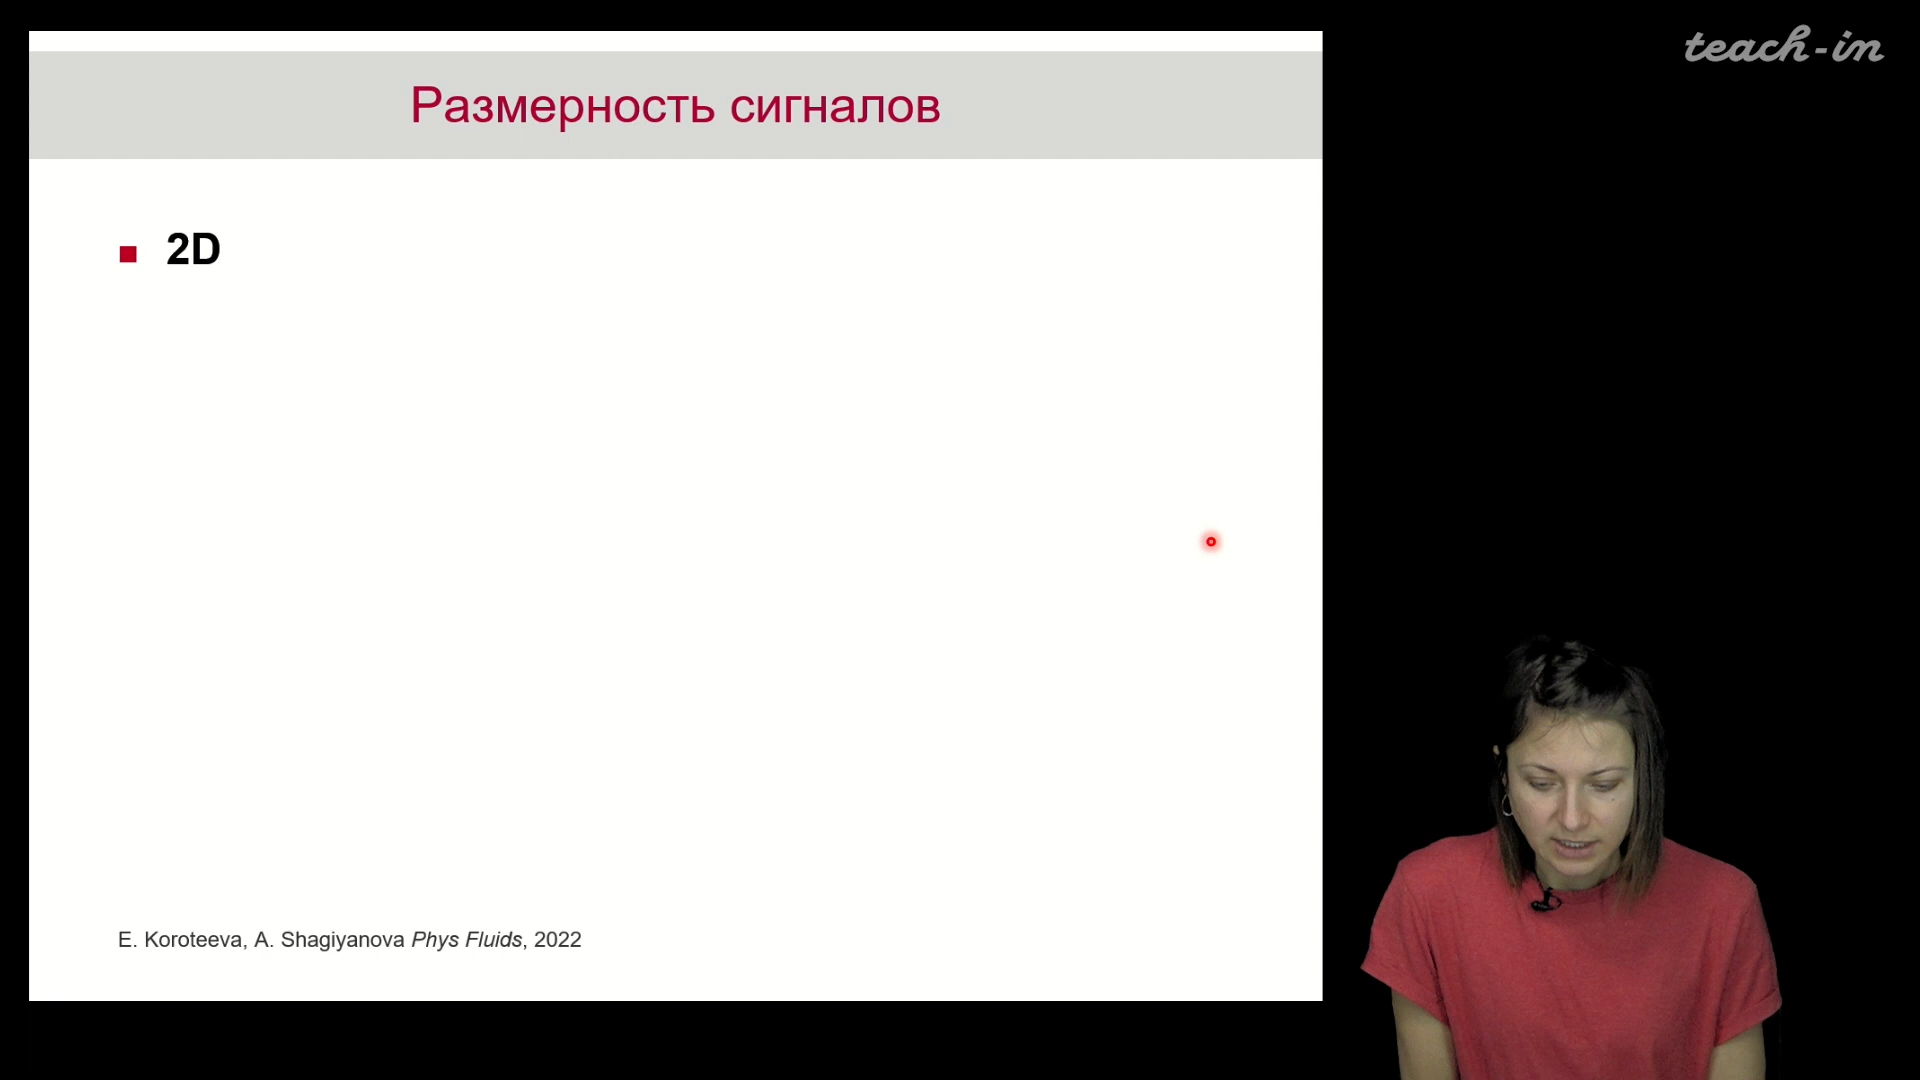 teach-in
Размерность сигналов
2D
E. Koroteeva, A. Shagiyanova Phys Fluids, 2022